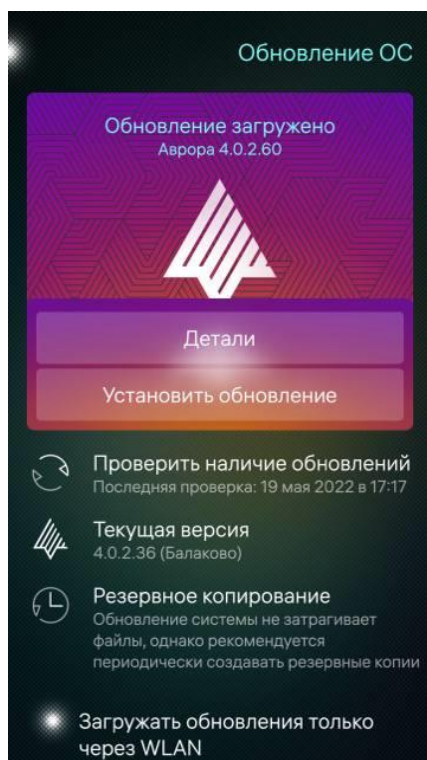 Обновление ОС
Обновление загружено
Аврора 4.0.2.60
Детали
Установить обновление
Проверить наличие обновлений
Последняя проверка: 19 мая 2022 в 17:17
Текущая версия
4.0.2.36 (Балаково)
Резервное копирование
Обновление системы не затрагивает
файлы, однако рекомендуется
периодически создавать резервные копии
Загружать обновления только
через WLAN